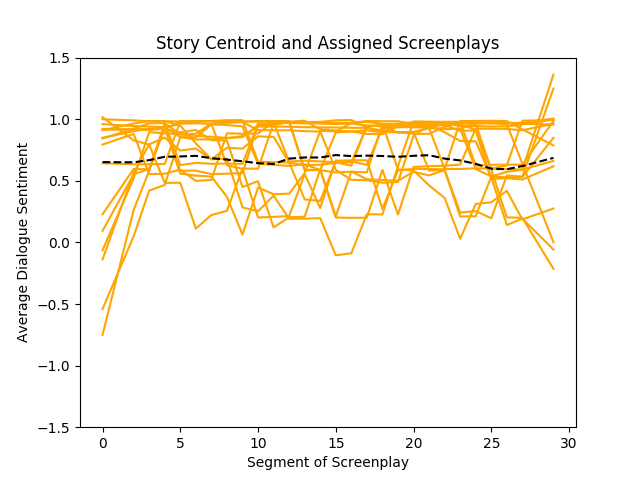 Story Centroid and Assigned Screenplays
Average Dialogue Sentiment
1.5
1.0
0.5
0.0
−0.5
−1.0
−1.5
0 5 10 15 20 25 30
Segment of Screenplay